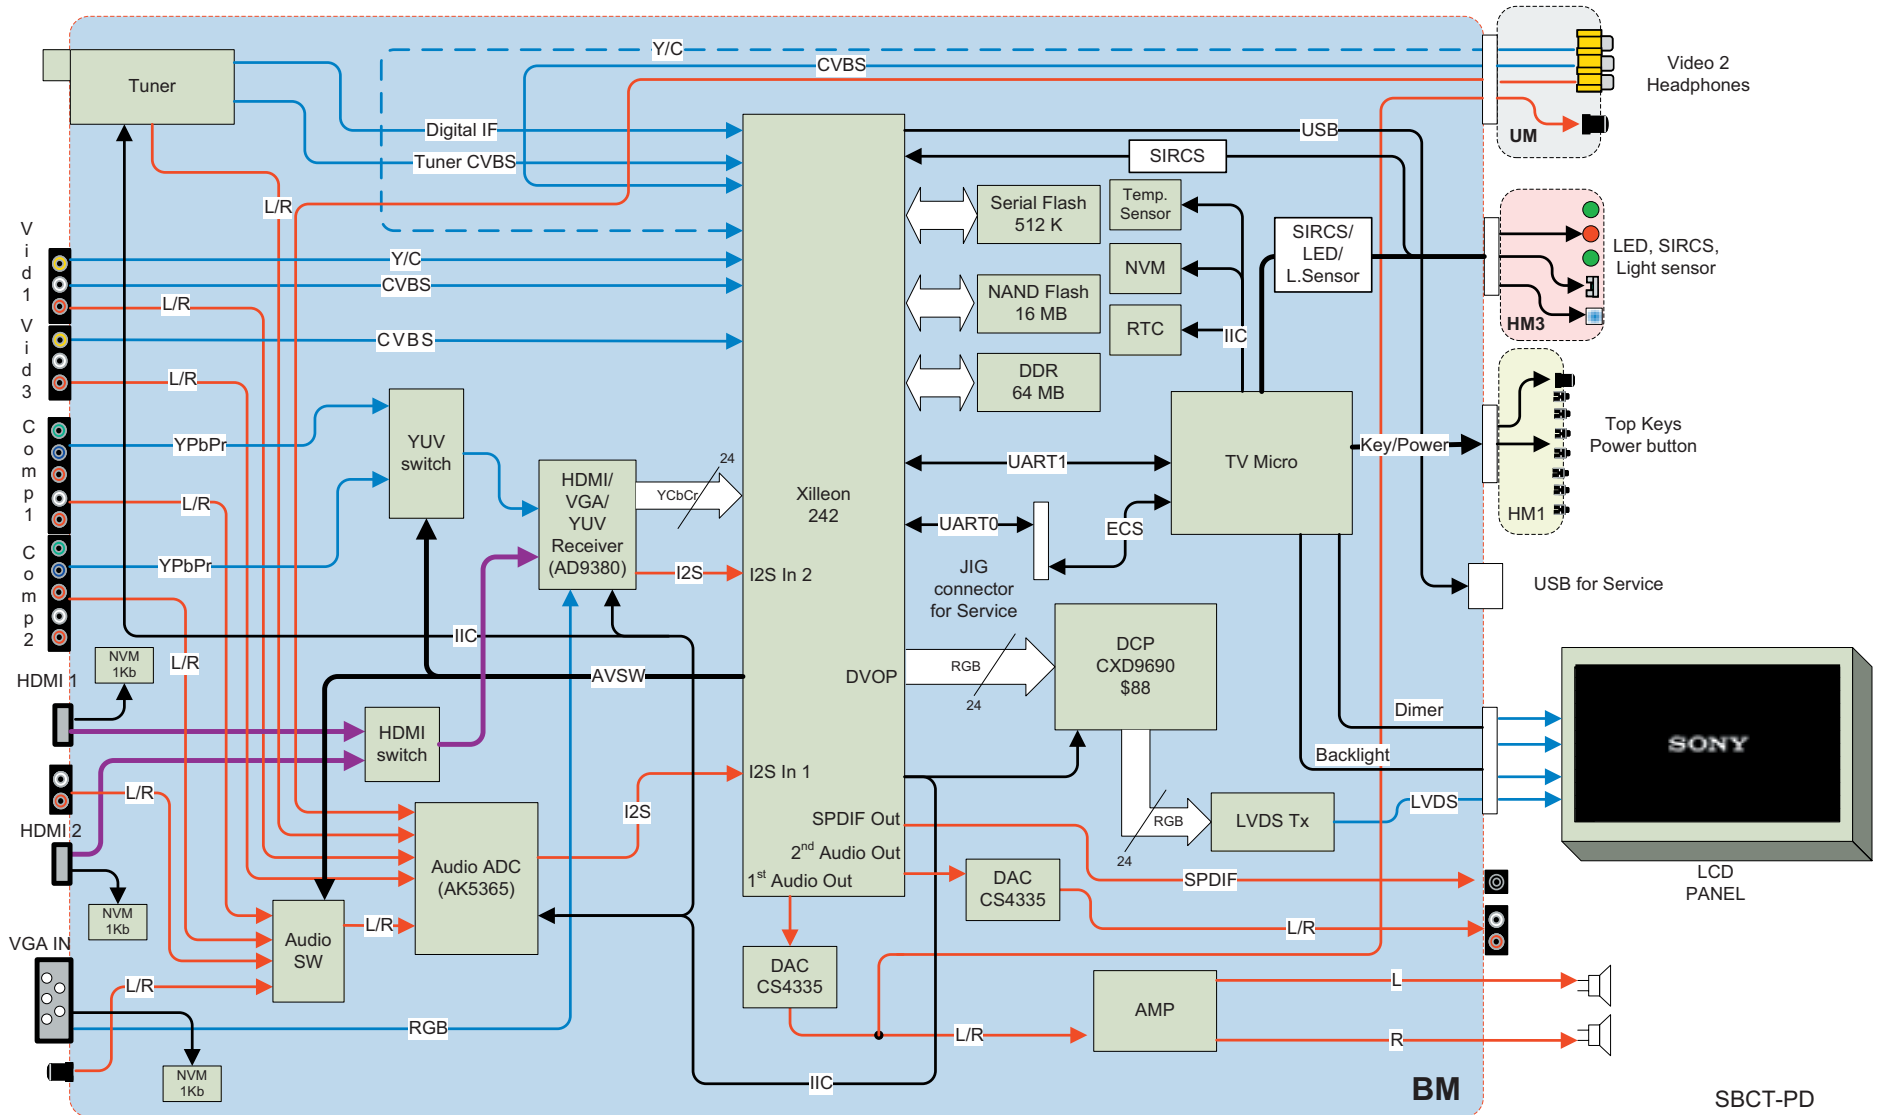 Y/C
CVBS
Tuner
Digital IF
Tuner CVBS
L/R
USB
SIRCS
Video 2
Headphones
UM
Serial Flash
512 K
Temp.
Sensor
NVM
NAND Flash
16 MB
RTC
IIC
DDR
64 MB
SIRCS/
LED/
L.Sensor
LED, SIRCS,
Light sensor
HM3
Vid1
Y/C
CVBS
L/R
Vid3
CVBS
L/R
Comp1
YPbPr
L/R
Comp2
YPbPr
L/R
YUV
switch
HDMI/
VGA/
YUV
Receiver
(AD9380)
24
YCbCr
I2S
Xilleon
242
I2S In 2
UART1
TV Micro
Key/Power
Top Keys
Power button
HM1
UART0
ECS
JIG
connector
for Service
USB for Service
IIC
AVSW
DVOP
RGB
24
DCP
CXD9690
$88
Dimer
Backlight
LVDS
SONY
LCD
PANEL
HDMI 1
NVM
1Kb
HDMI
switch
L/R
HDMI 2
NVM
1Kb
I2S
I2S In 1
Audio ADC
(AK5365)
SPDIF Out
2nd Audio Out
1st Audio Out
RGB
24
LVDS Tx
DAC
CS4335
SPDIF
L/R
VGA IN
Audio
SW
L/R
L/R
RGB
NVM
1Kb
DAC
CS4335
L/R
AMP
L
R
IIC
BM
SBCT-PD